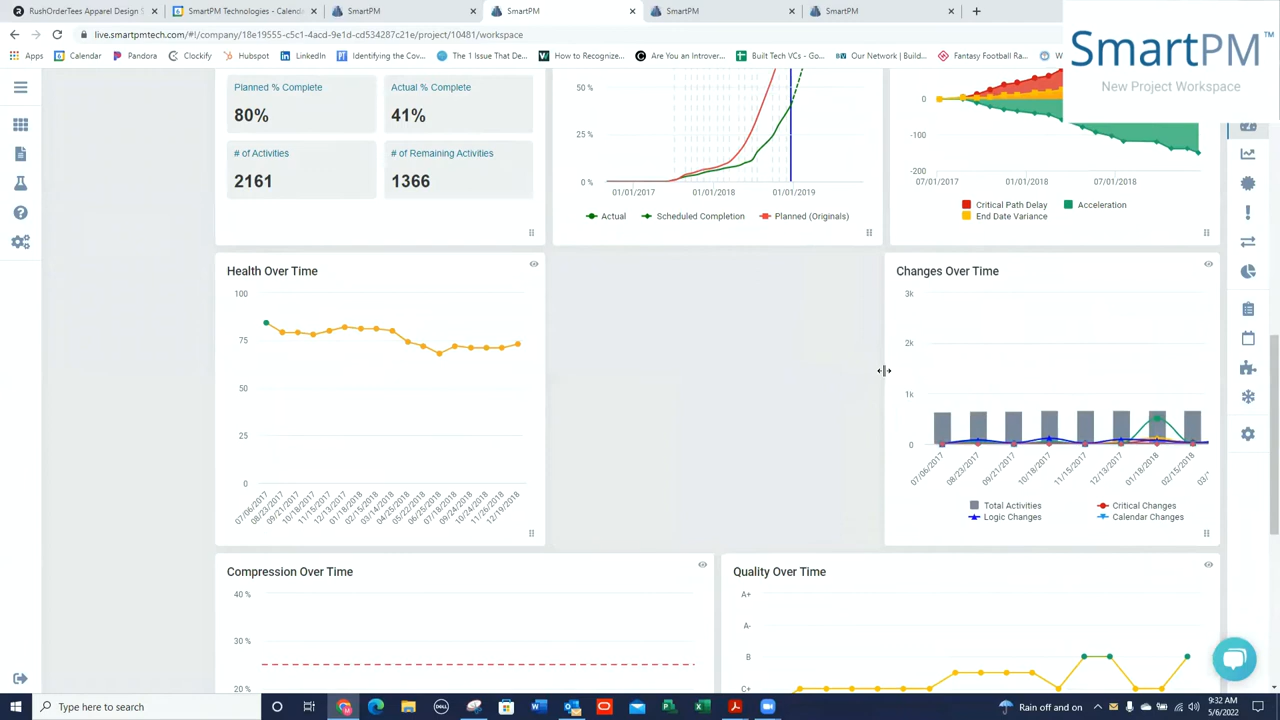 RushOrderTees Apparel Design S
SmartPM Technologies - Calend
SmartPM
SmartPM
SmartPM
SmartPM
live.smartpmtech.com/#!/company/18e19555-c5c1-4acd-9e1d-cd534287c21e/project/10481/workspace
Apps
Calendar
Pandora
Clockify
Hubspot
LinkedIn
Identifying the Cov...
The 1 Issue That De...
How to Recognize...
Are You an Introver...
Built Tech VCs - Go...
Our Network | Build...
Fantasy Football Ra...
SmartPM™
New Project Workspace
Planned % Complete
80%
Actual % Complete
41%
# of Activities
2161
# of Remaining Activities
1366
50 %
25 %
0 %
01/01/2017
01/01/2018
01/01/2019
Actual
Scheduled Completion
Planned (Originals)
0
-100
-200
07/01/2017
01/01/2018
07/01/2018
Critical Path Delay
Acceleration
End Date Variance
Health Over Time
100
75
50
25
0
07/06/2017
08/23/2017
09/21/2017
10/18/2017
11/15/2017
12/13/2017
01/18/2018
02/15/2018
03/14/2018
04/25/2018
05/22/2018
06/25/2018
07/18/2018
09/24/2018
10/24/2018
11/26/2018
12/19/2018
Changes Over Time
3k
2k
1k
0
07/06/2017
08/23/2017
09/21/2017
10/18/2017
11/15/2017
12/13/2017
01/18/2018
02/15/2018
Total Activities
Critical Changes
Logic Changes
Calendar Changes
Compression Over Time
40 %
30 %
20 %
Quality Over Time
A+
A-
B
C+
Type here to search
Rain off and on
9:32 AM
5/6/2022